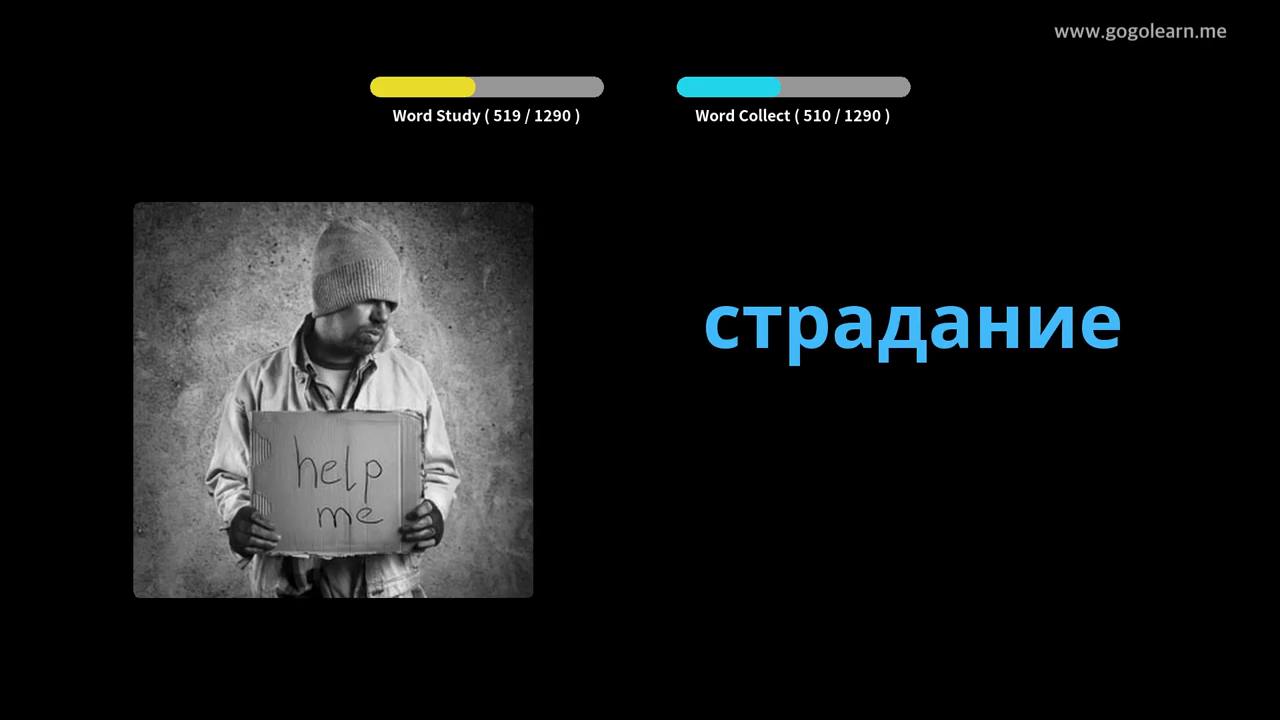 www.gogolearn.me
Word Study ( 519 / 1290 )
Word Collect ( 510 / 1290 )
страдание
help
me